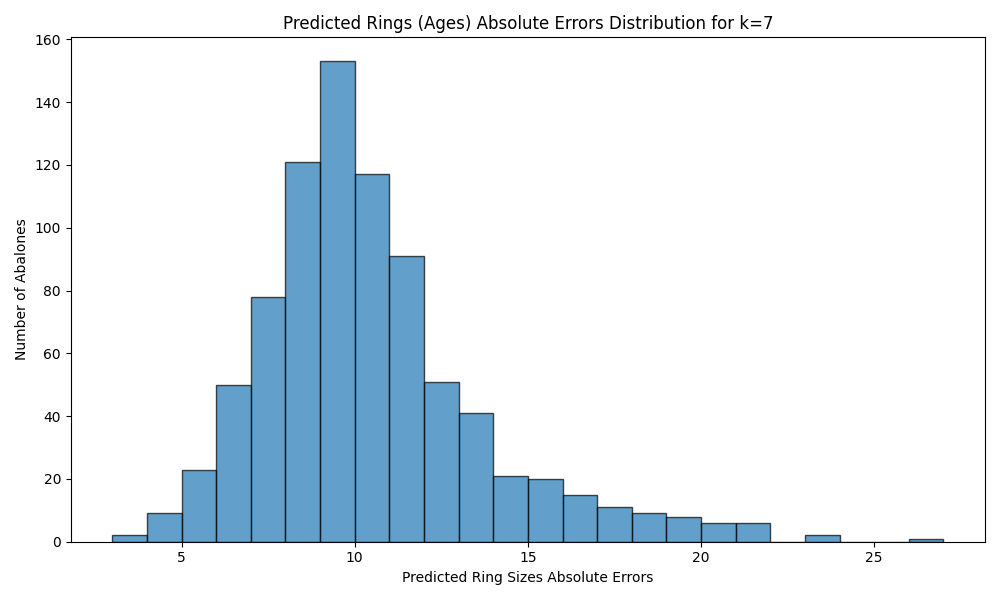 Predicted Rings (Ages) Absolute Errors Distribution for k=7
160
140
120
100
80
60
40
20
0
Number of Abalones
5 10 15 20 25
Predicted Ring Sizes Absolute Errors